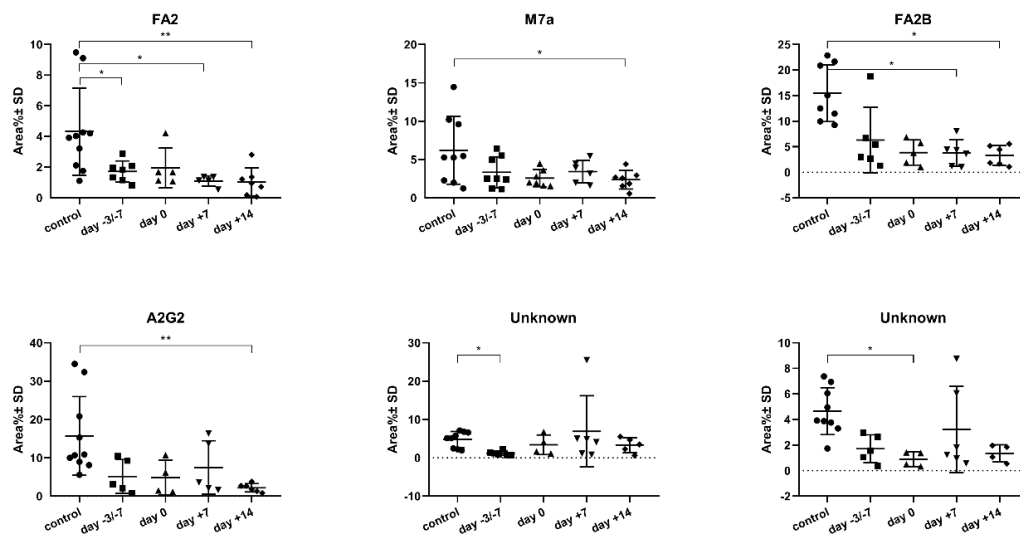 FA2
**
*
*
Area%± SD
10
8
6
4
2
0
control
day -3/-7
day 0
day +7
day +14
M7a
*
Area%± SD
20
15
10
5
0
control
day -3/-7
day 0
day +7
day +14
FA2B
*
*
Area%± SD
25
20
15
10
5
0
5
control
day -3/-7
day 0
day +7
day +14
A2G2
**
Area%± SD
40
30
20
10
0
control
day -3/-7
day 0
day +7
day +14
Unknown
*
Area%± SD
30
20
10
0
-10
control
day -3/-7
day 0
day +7
day +14
Unknown
*
Area%± SD
10
8
6
4
2
0
-2
control
day -3/-7
day 0
day +7
day +14